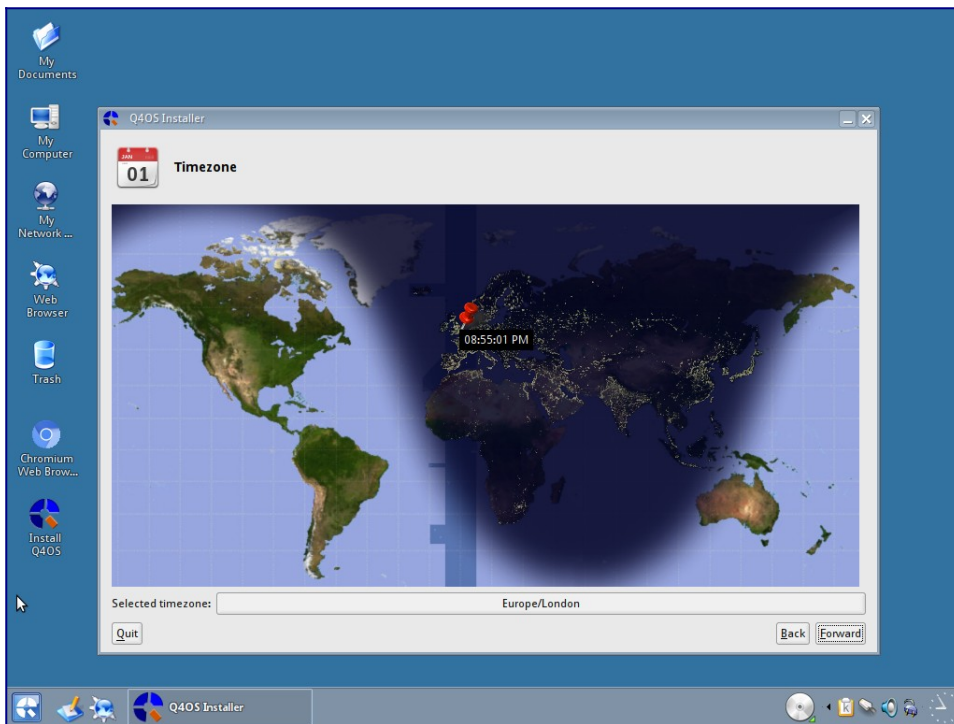 My
Documents
My
Computer
My
Network ...
Web
Browser
Trash
Chromium
Web Brow...
Install
Q4OS
Q4OS Installer
JAN
01
Timezone
08:55:01 PM
Selected timezone:
Europe/London
Quit
Back
Forward
Q4OS Installer
K